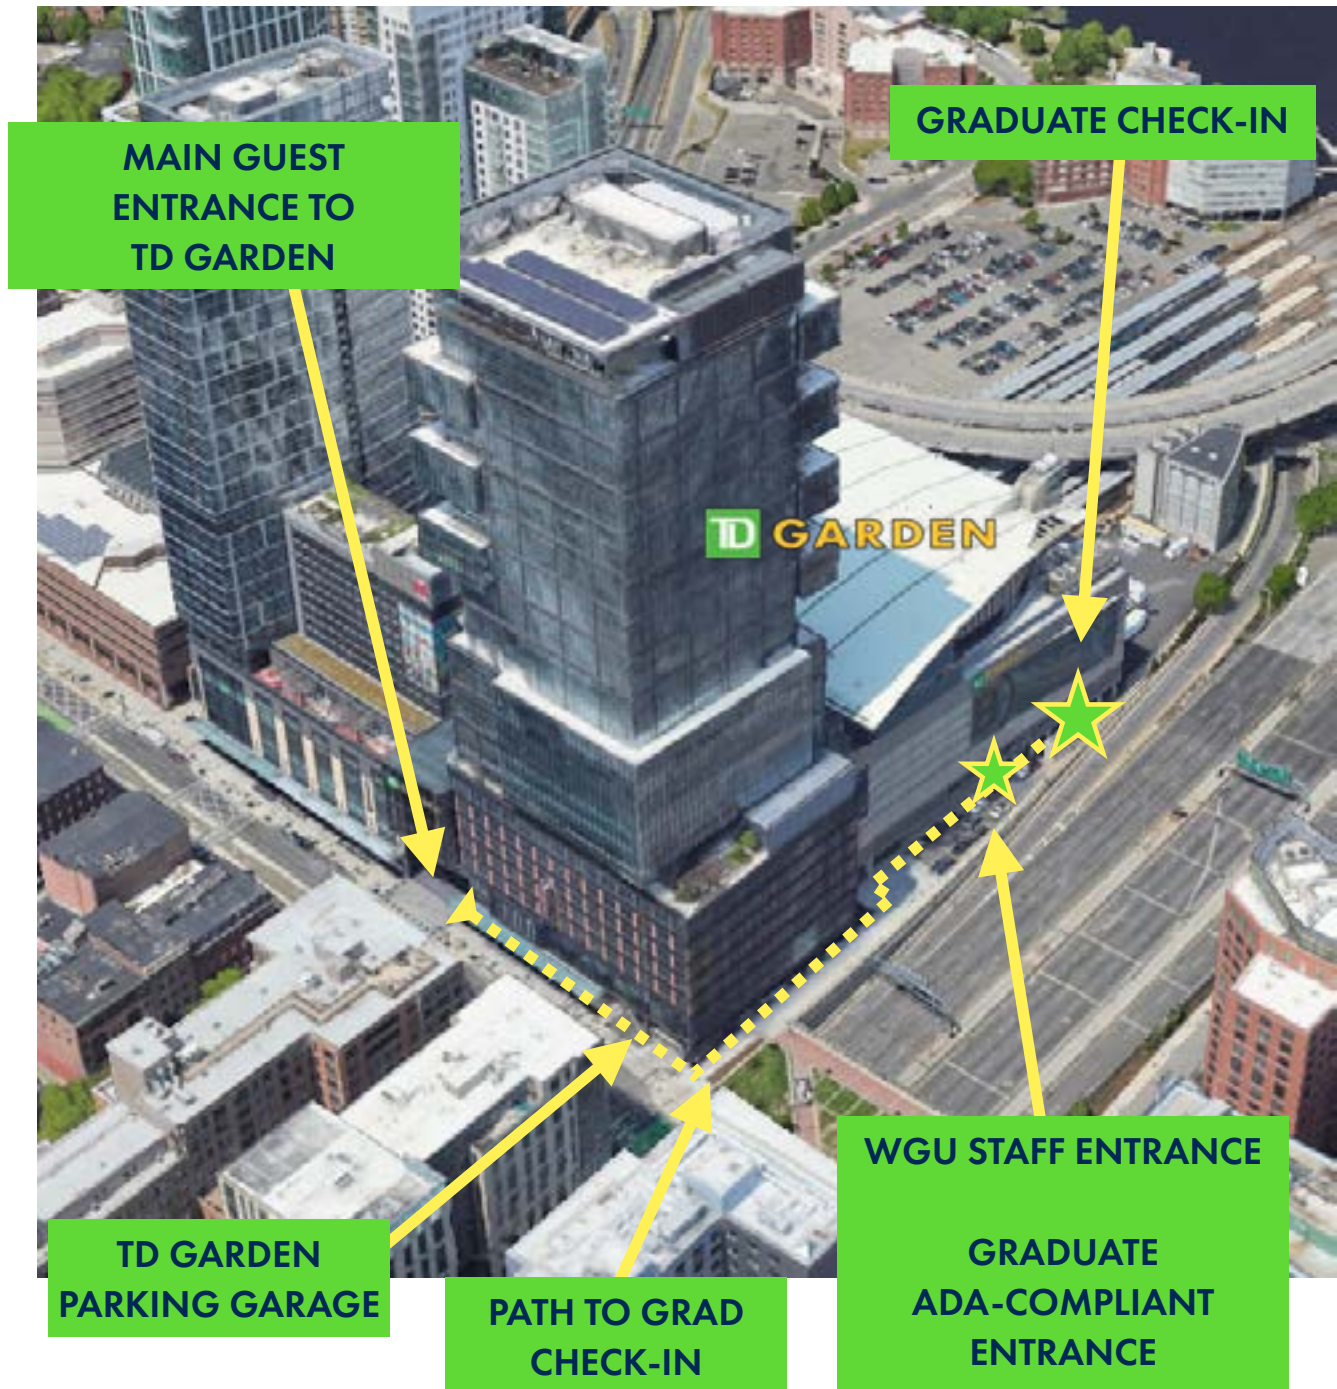 MAIN GUEST
ENTRANCE TO
TD GARDEN
GRADUATE CHECK-IN
TD GARDEN
WGU STAFF ENTRANCE
GRADUATE
ADA-COMPLIANT
ENTRANCE
TD GARDEN
PARKING GARAGE
PATH TO GRAD
CHECK-IN